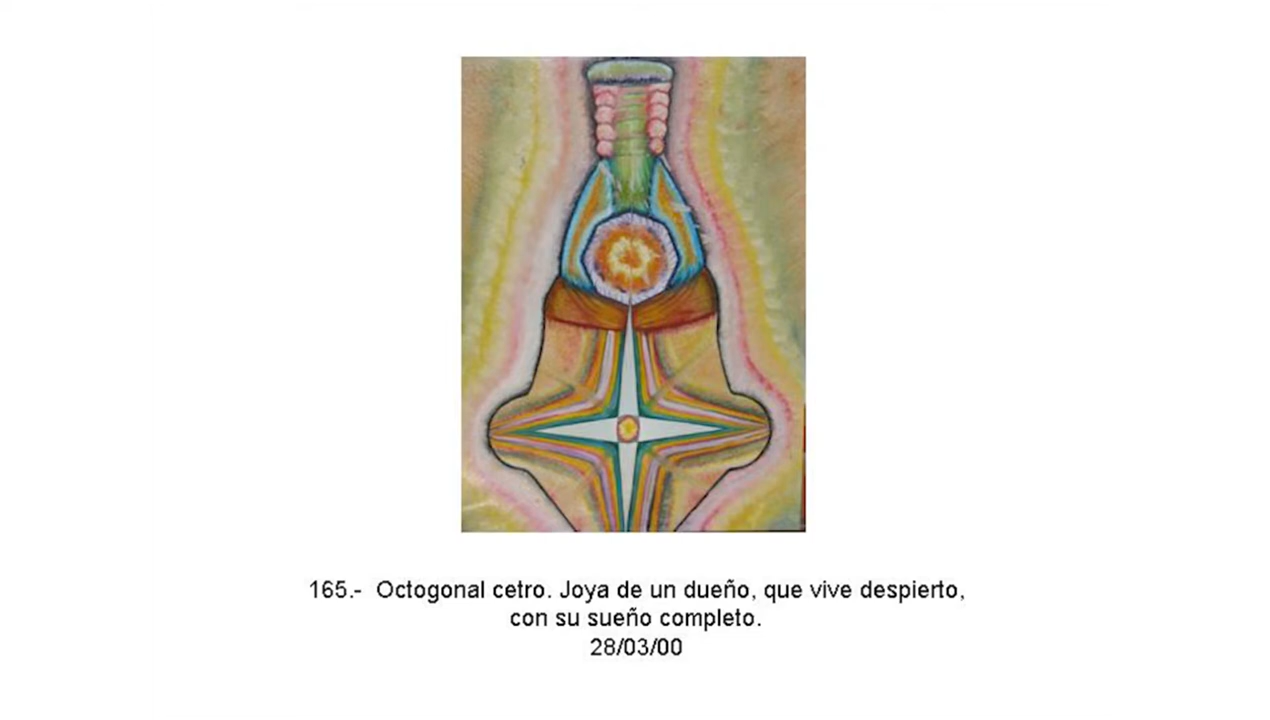 165.- Octogonal cetro. Joya de un dueño, que vive despierto,
con su sueño completo.
28/03/00